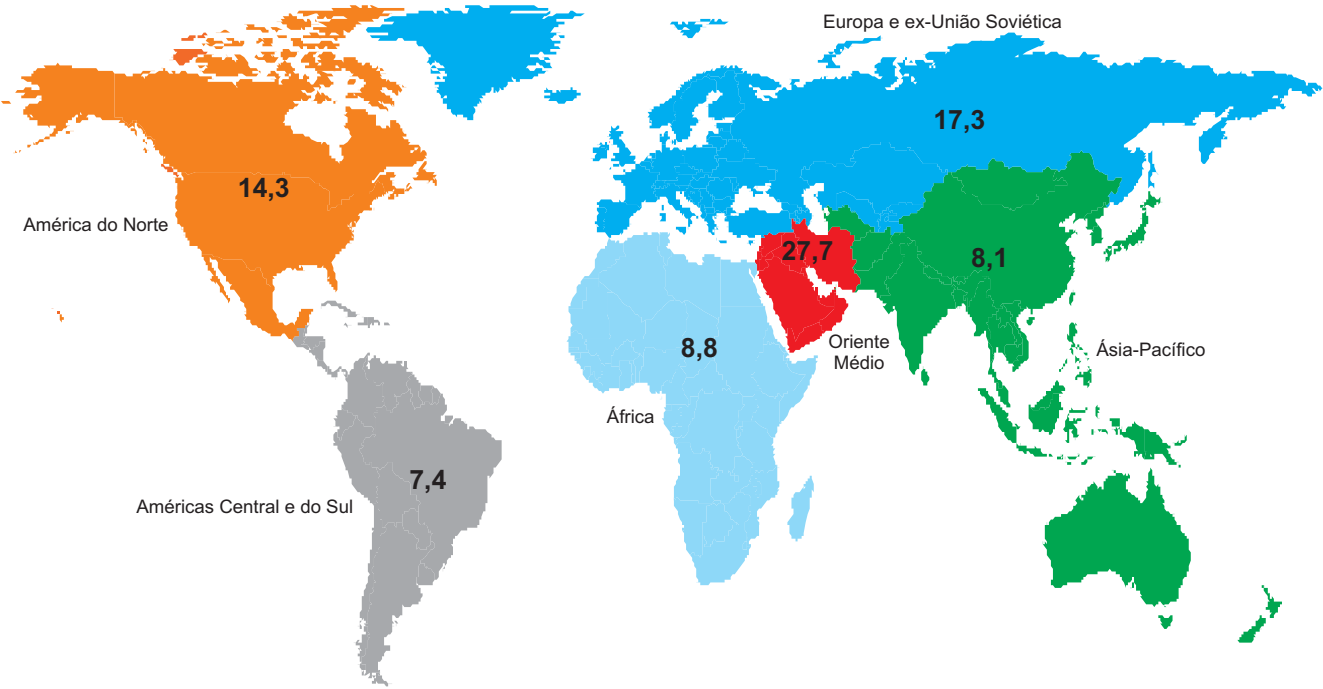 Europa e ex-União Soviética
17,3
14,3
América do Norte
27,7
8,1
8,8
Oriente
Médio
Ásia-Pacífico
África
7,4
Américas Central e do Sul